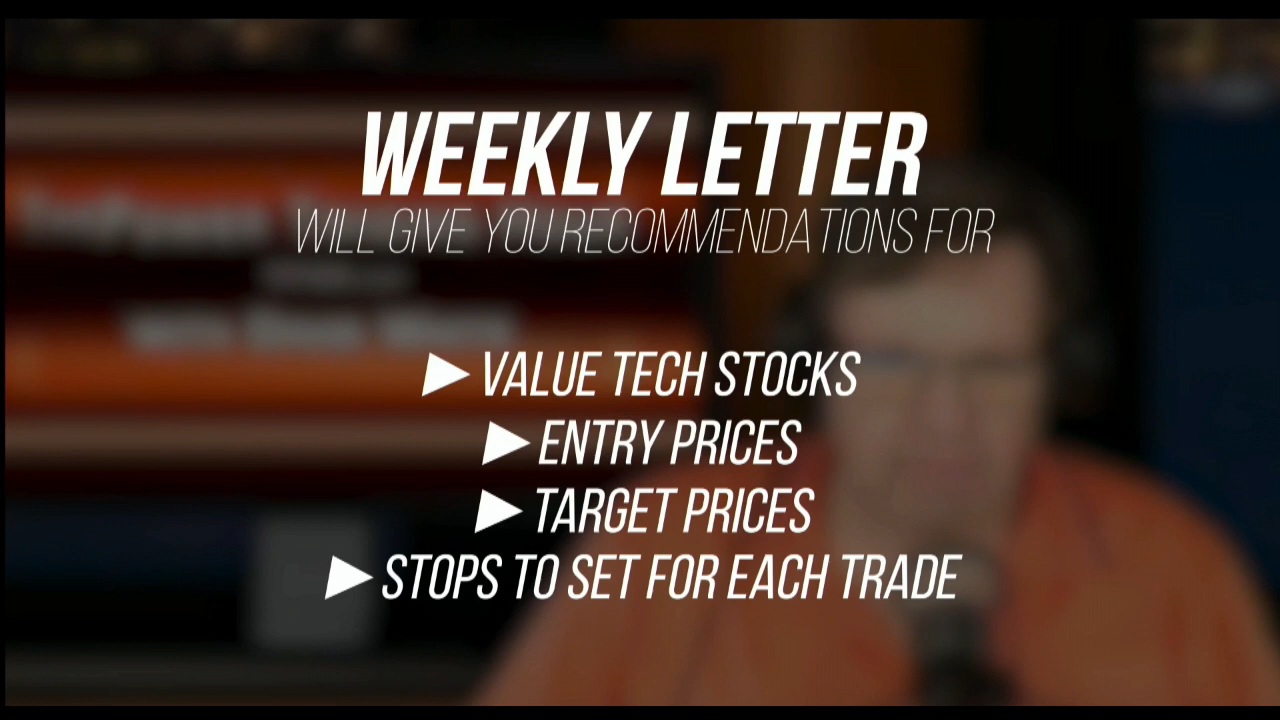 WEEKLY LETTER
WILL GIVE YOU RECOMMENDATIONS FOR
▶ VALUE TECH STOCKS
▶ ENTRY PRICES
▶ TARGET PRICES
▶ STOPS TO SET FOR EACH TRADE